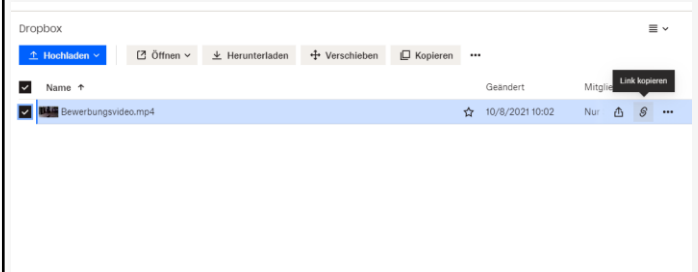 Dropbox
Hochladen Öffnen Herunterladen Verschieben Kopieren
Link kopieren
Name Geändert Mitglie
Bewerbungsvideo.mp4 10/8/2021 10:02 Nur